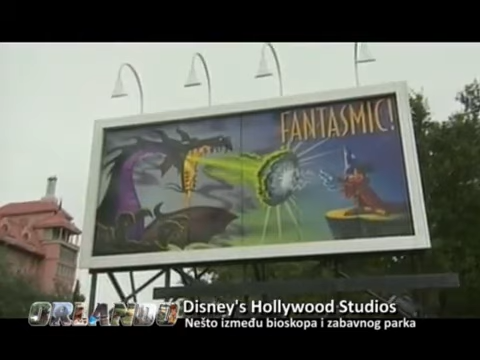 FANTASMIC!
ORLANDO
Disney's Hollywood Studios
Nešto između bioskopa i zabavnog parka